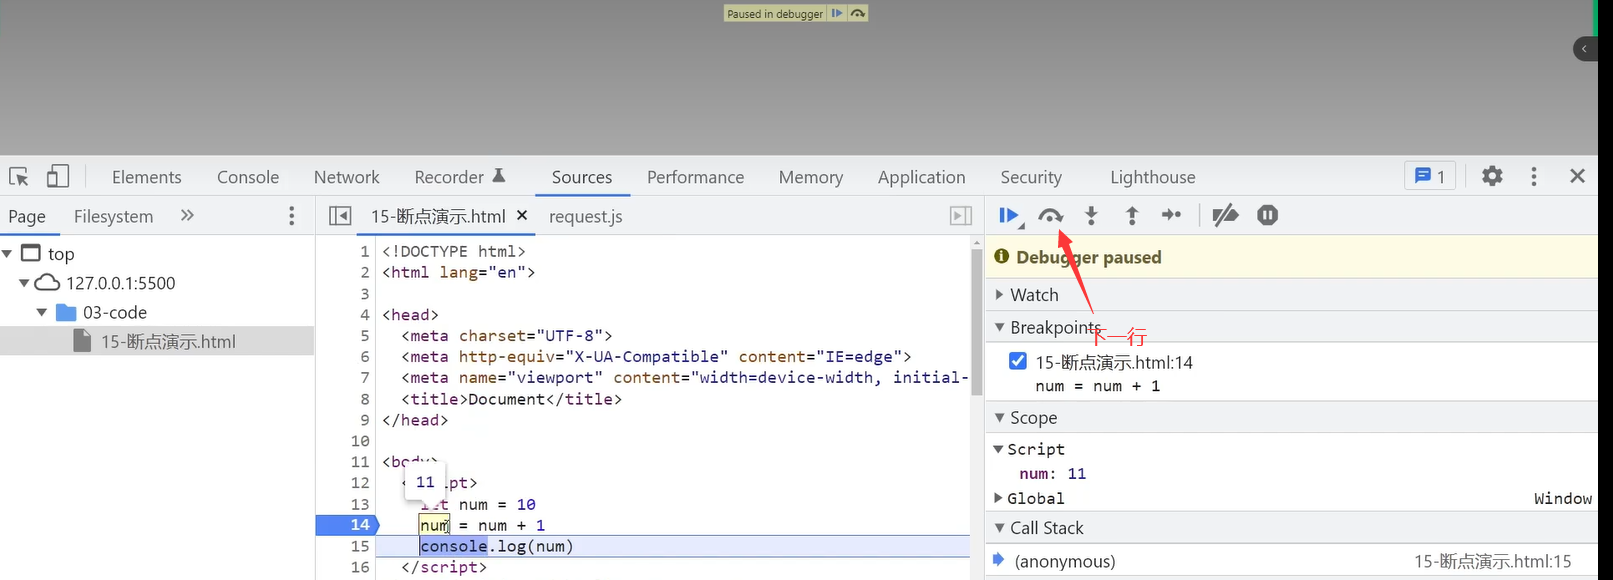 Paused in debugger
Elements Console Network Recorder Sources Performance Memory Application Security Lighthouse 1
Page Filesystem
15-断点演示.html × request.js
top
127.0.0.1:5500
03-code
15-断点演示.html
1 <!DOCTYPE html>
2 <html lang="en">
3
4 <head>
5 <meta charset="UTF-8">
6 <meta http-equiv="X-UA-Compatible" content="IE=edge">
7 <meta name="viewport" content="width=device-width, initial-
8 <title>Document</title>
9 </head>
10
11 <body>
11
12 <ipt>
13 let num = 10
14 num = num + 1
15 console.log(num)
16 </script>
Debugger paused
Watch
Breakpoints
下一行
15-断点演示.html:14
num = num + 1
Scope
Script
num: 11
Global Window
Call Stack
(anonymous) 15-断点演示.html:15